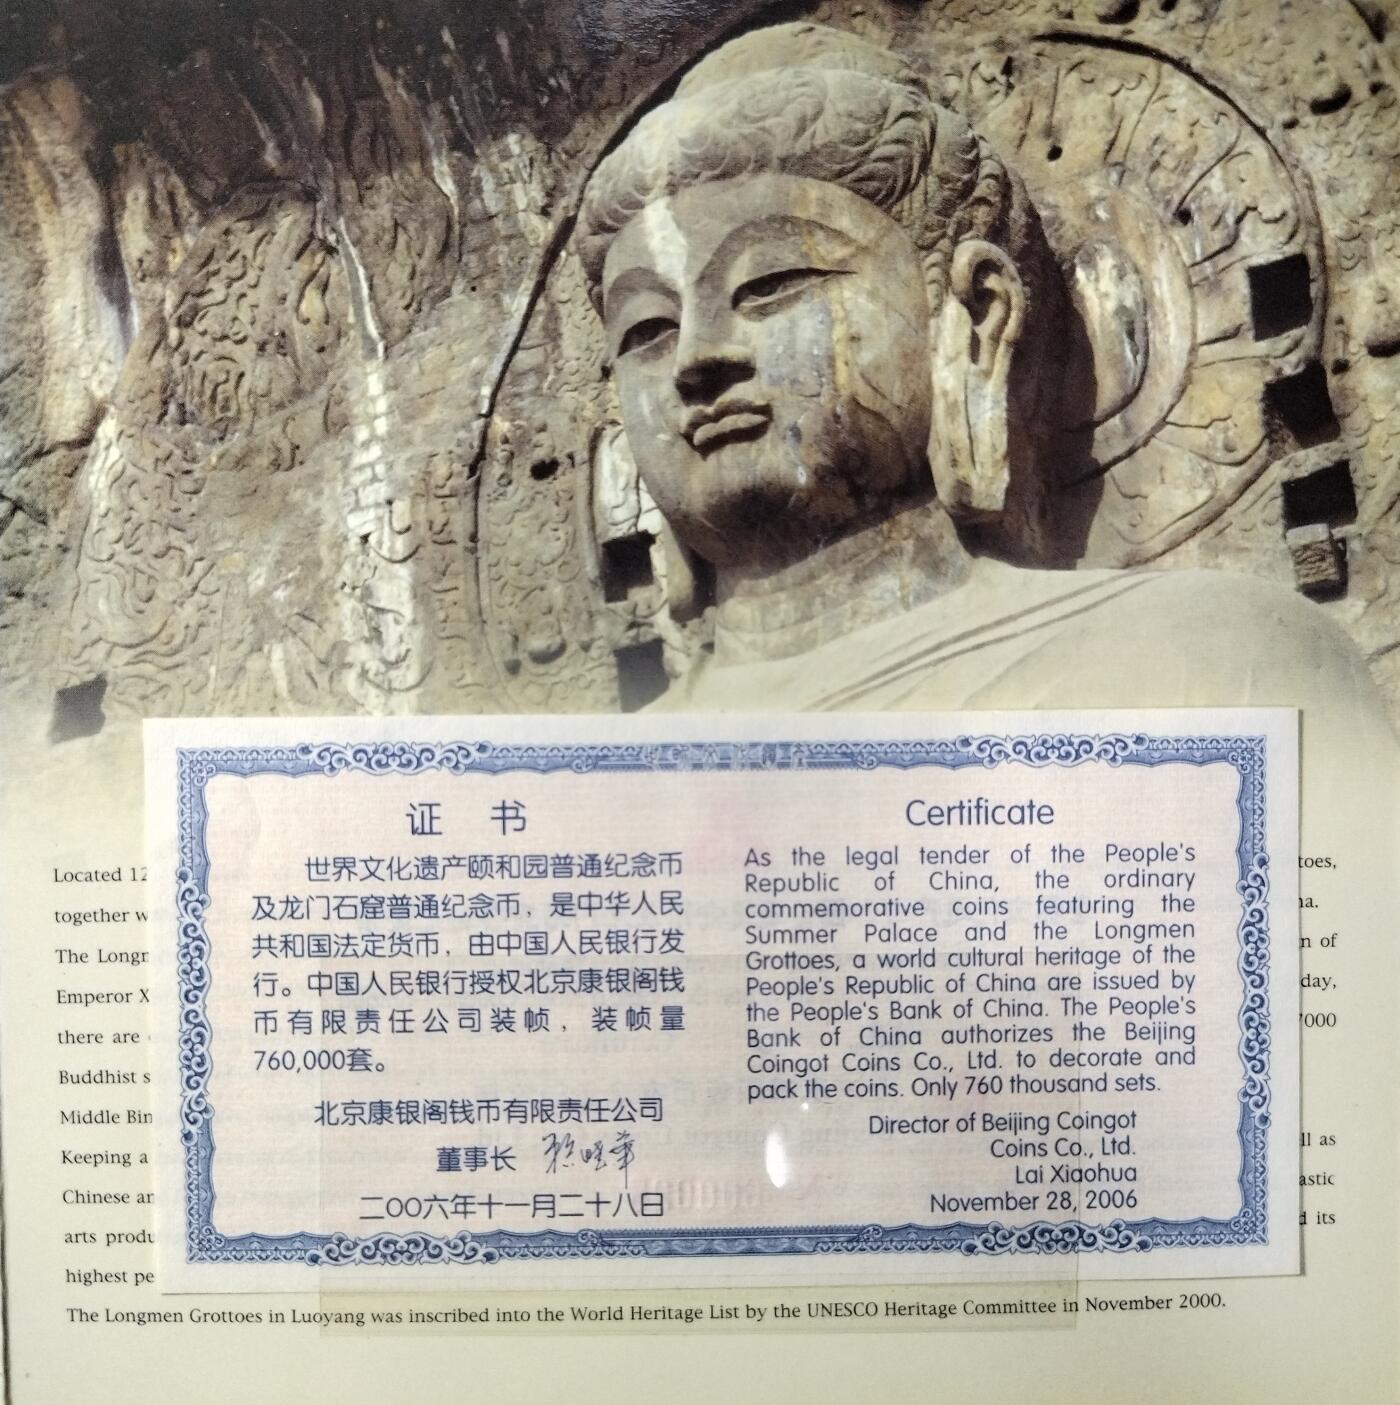 证 书
世界文化遗产颐和园普通纪念币
及龙门石窟普通纪念币，是中华人民
共和国法定货币，由中国人民银行发
行。中国人民银行授权北京康银阁钱
币有限责任公司装帧，装帧量
760,000套。
北京康银阁钱币有限责任公司
董事长
二〇〇六年十一月二十八日
Certificate
As the legal tender of the People's
Republic of China, the ordinary
commemorative coins featuring the
Summer Palace and the Longmen
Grottoes, a world cultural heritage of the
People's Republic of China are issued by
the People's Bank of China. The People's
Bank of China authorizes the Beijing
Coingot Coins Co., Ltd. to decorate and
pack the coins. Only 760 thousand sets.
Director of Beijing Coingot
Coins Co., Ltd.
Lai Xiaohua
November 28, 2006
Located 12
together w
The Longm
Emperor X
there are
Buddhist s
Middle Bin
Keeping a
Chinese ar
arts produ
highest pe
toes,
na.
n of
day,
7000
ll as
astic
d its
The Longmen Grottoes in Luoyang was inscribed into the World Heritage List by the UNESCO Heritage Committee in November 2000.